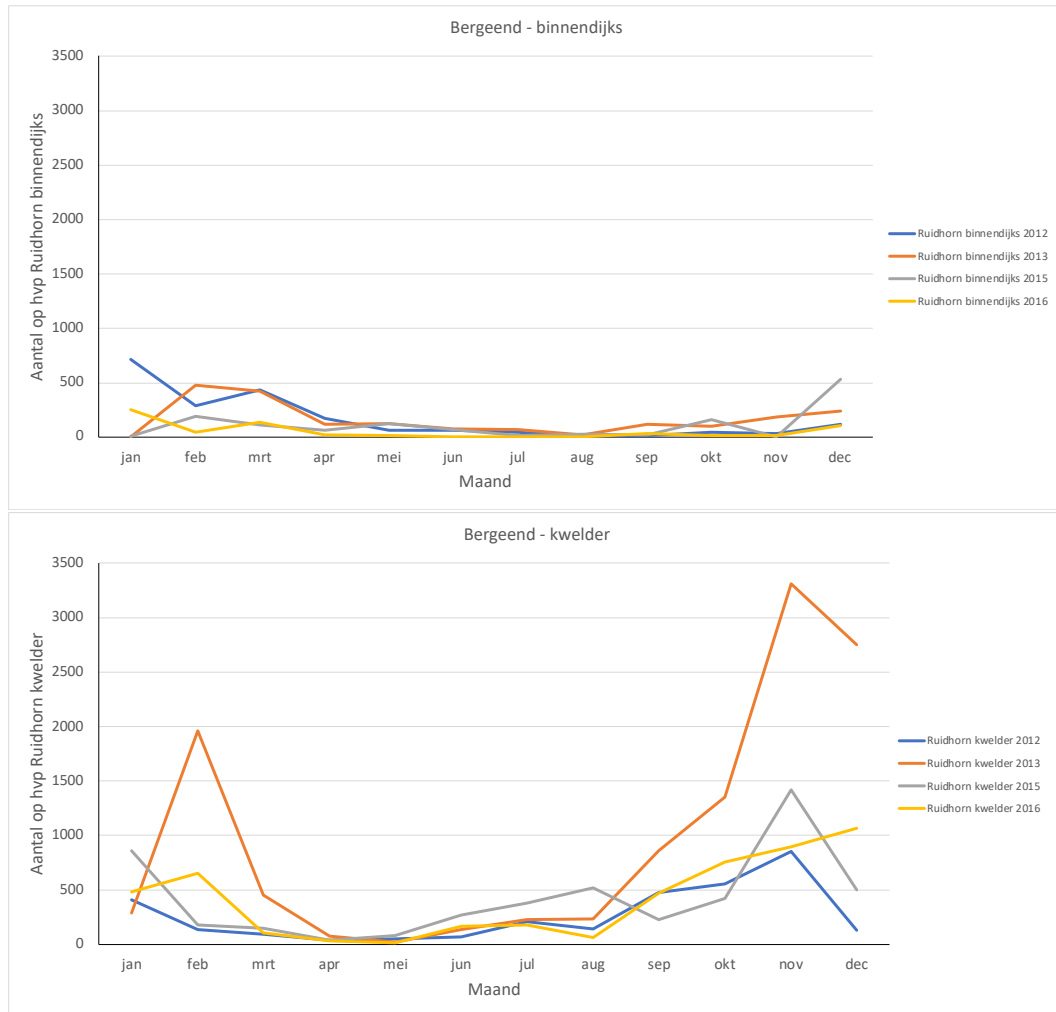 Bergeend - binnendijks
3500
3000
2500
2000
1500
1000
500
0
Aantal op hvp Ruidhorn binnendijks
jan feb mrt apr mei jun jul aug sep okt nov dec
Maand
Ruidhorn binnendijks 2012
Ruidhorn binnendijks 2013
Ruidhorn binnendijks 2015
Ruidhorn binnendijks 2016
Bergeend - kwelder
3500
3000
2500
2000
1500
1000
500
0
Aantal op hvp Ruidhorn kwelder
jan feb mrt apr mei jun jul aug sep okt nov dec
Maand
Ruidhorn kwelder 2012
Ruidhorn kwelder 2013
Ruidhorn kwelder 2015
Ruidhorn kwelder 2016